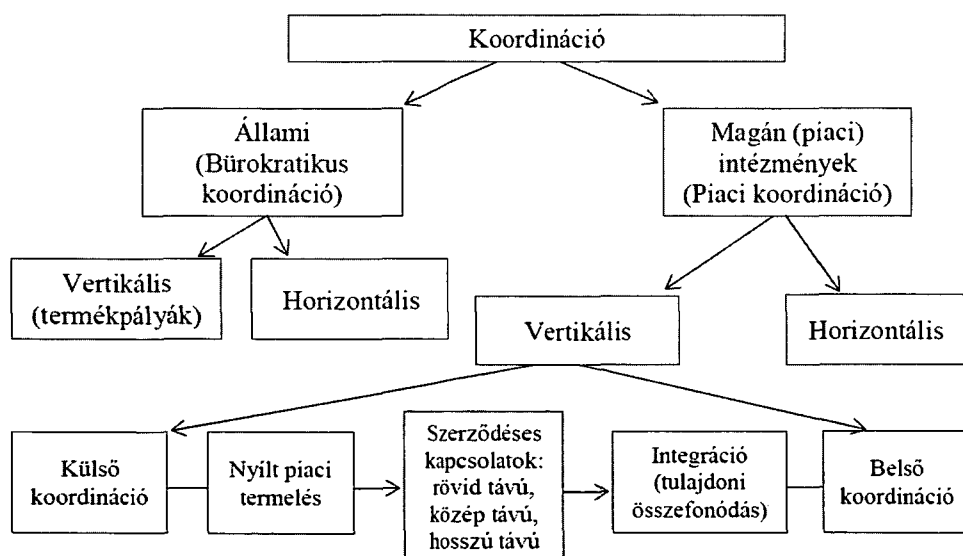 Koordináció
Állami
(Bürokratikus
koordináció)
Magán (piaci)
intézmények
(Piaci koordináció)
Vertikális
(termékpályák)
Horizontális
Vertikális
Horizontális
Külső
koordináció
Nyílt piaci
termelés
Szerződéses
kapcsolatok:
rövid távú,
közép távú,
hosszú távú
Integráció
(tulajdoni
összefonódás)
Belső
koordináció